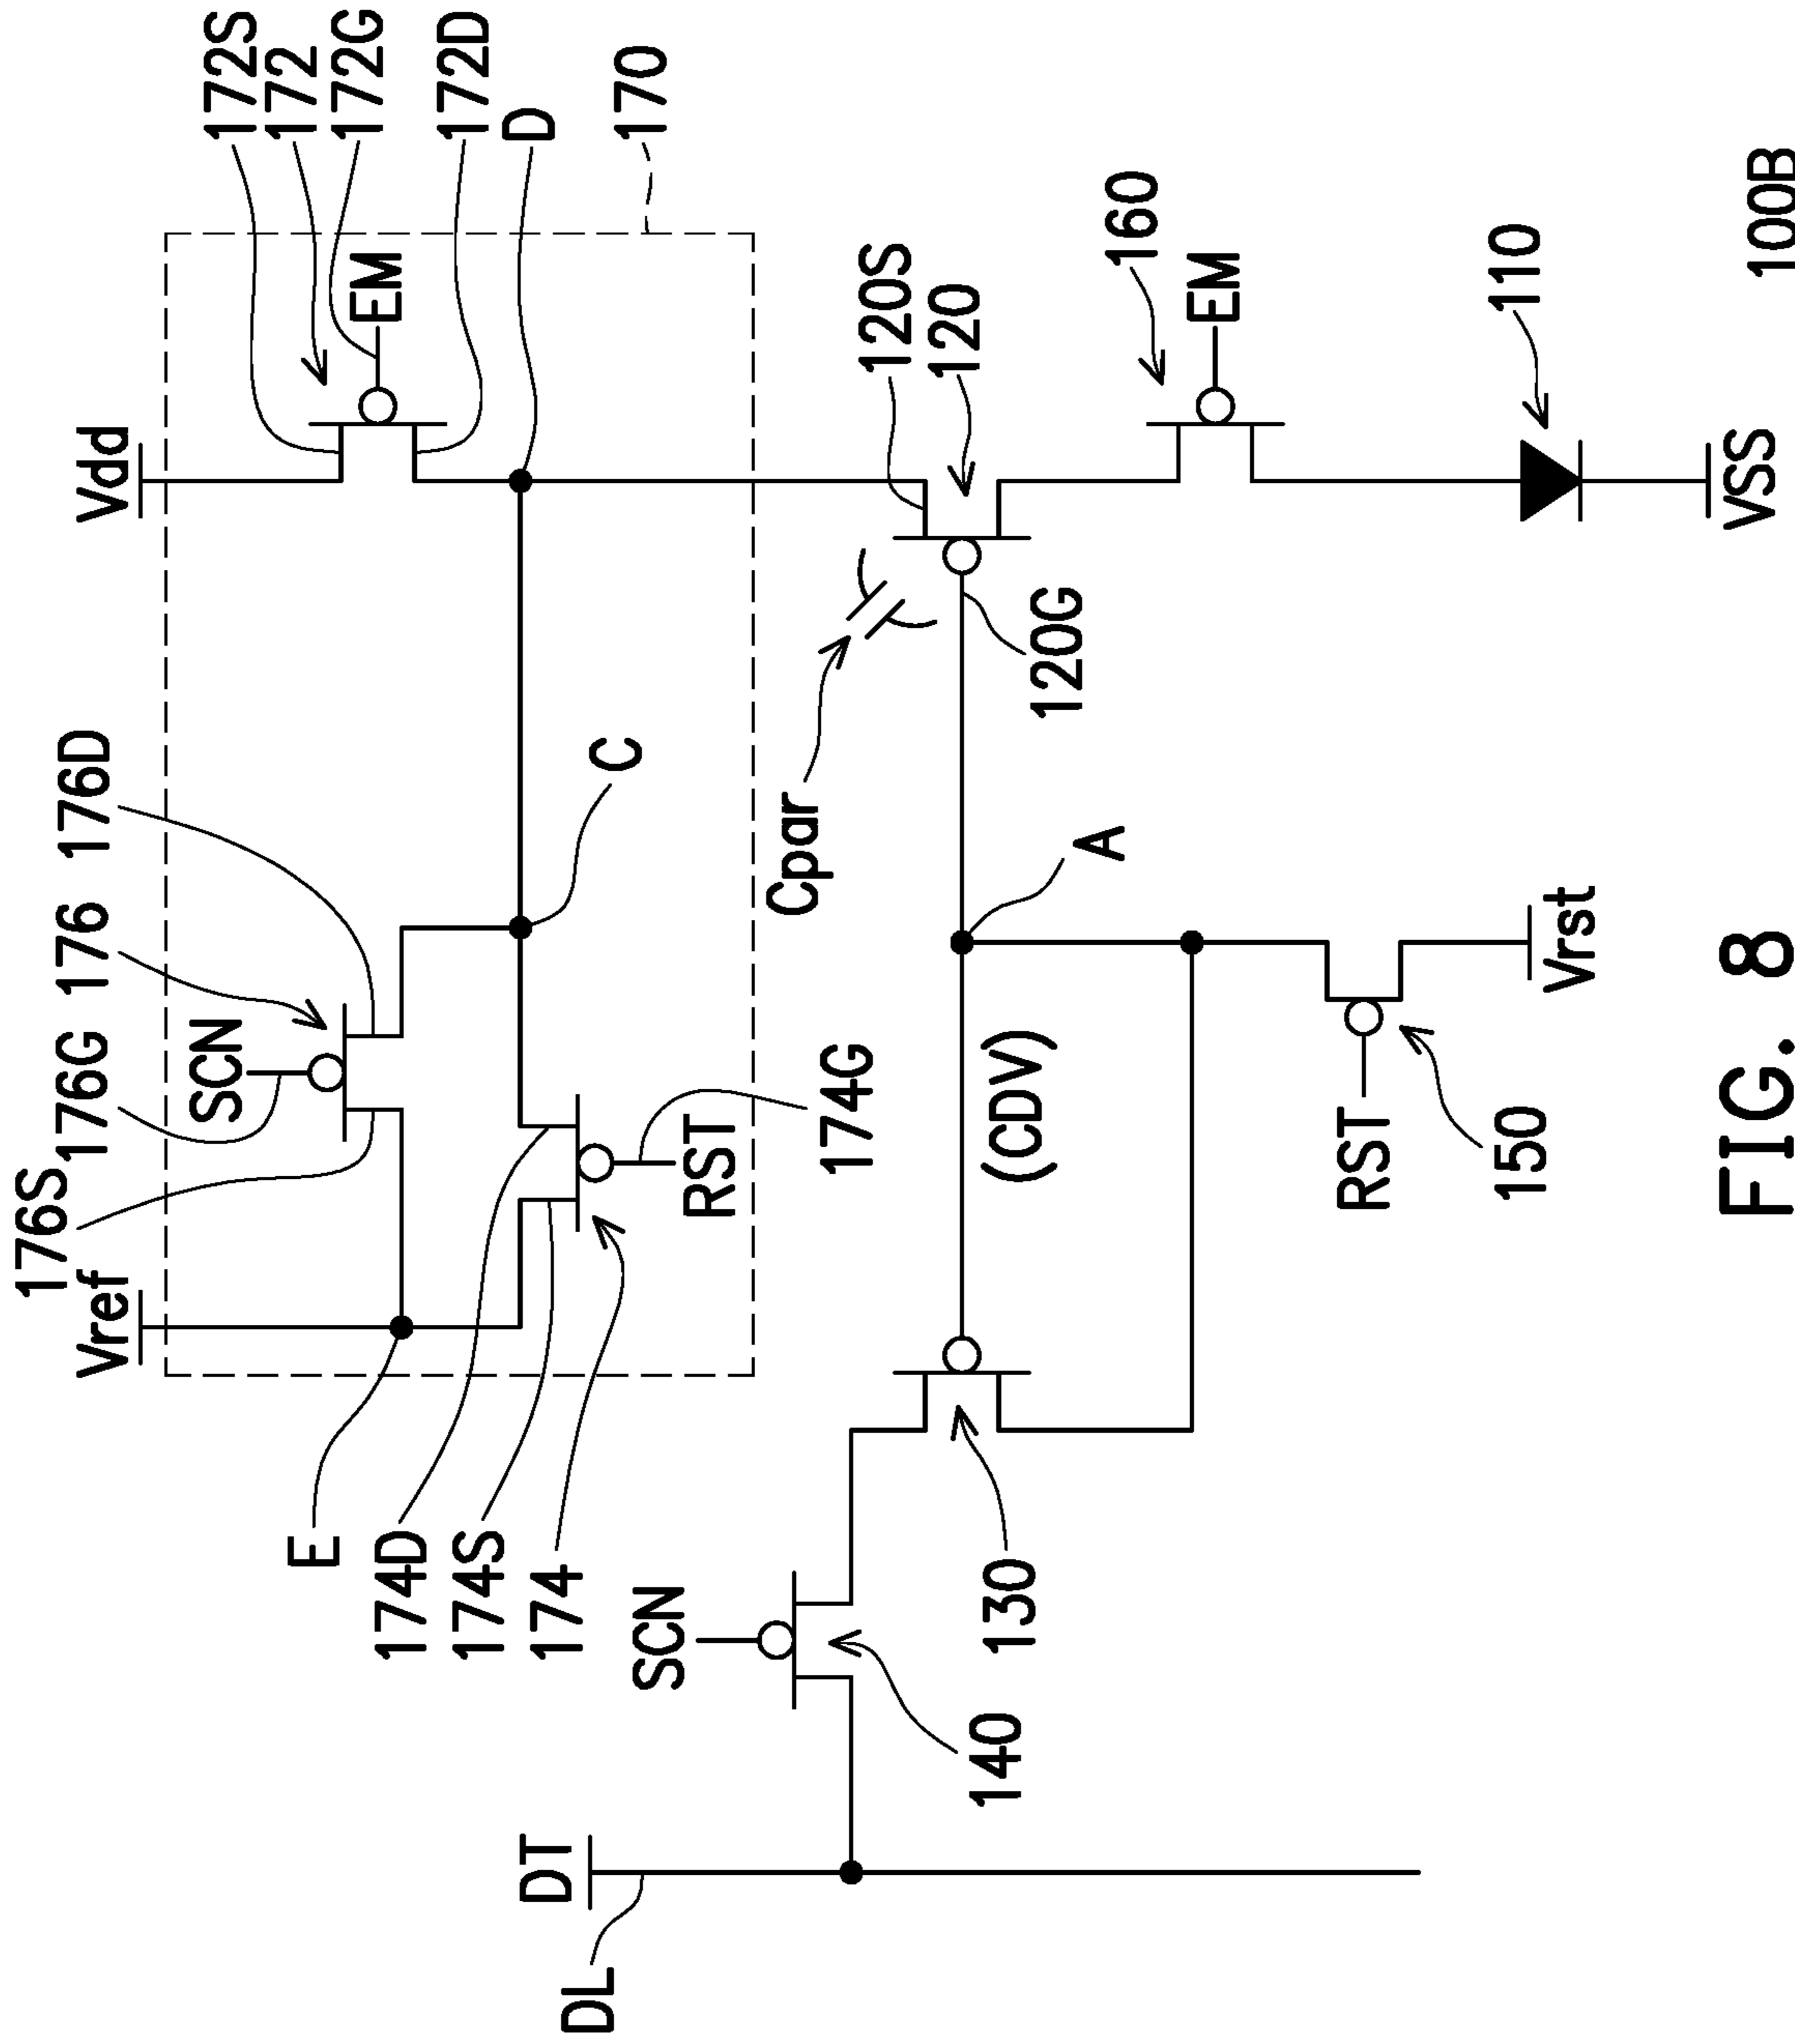 Vdd
172S
172
172G
EM
172D
D
170
Vref
176S
176G
176
176D
SCN
E
174D
174S
174
RST
174G
C
Cpar
120S
120
120G
160
EM
110
VSS
A
(CDV)
SCN
140
130
DT
DL
RST
150
Vrst
100B
FIG. 8